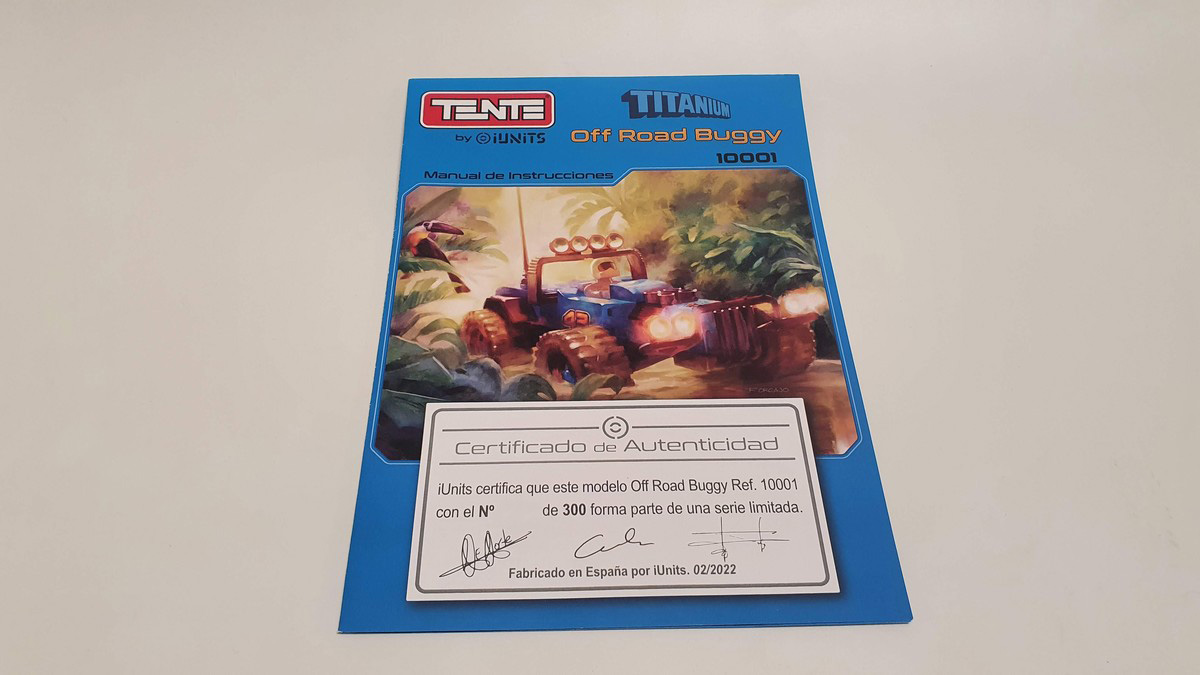 TENTE
by iUNiTS
TITANIUM
Off Road Buggy
10001
Manual de Instrucciones
Certificado de Autenticidad
iUnits certifica que este modelo Off Road Buggy Ref. 10001
con el Nº de 300 forma parte de una serie limitada.
Fabricado en España por iUnits. 02/2022